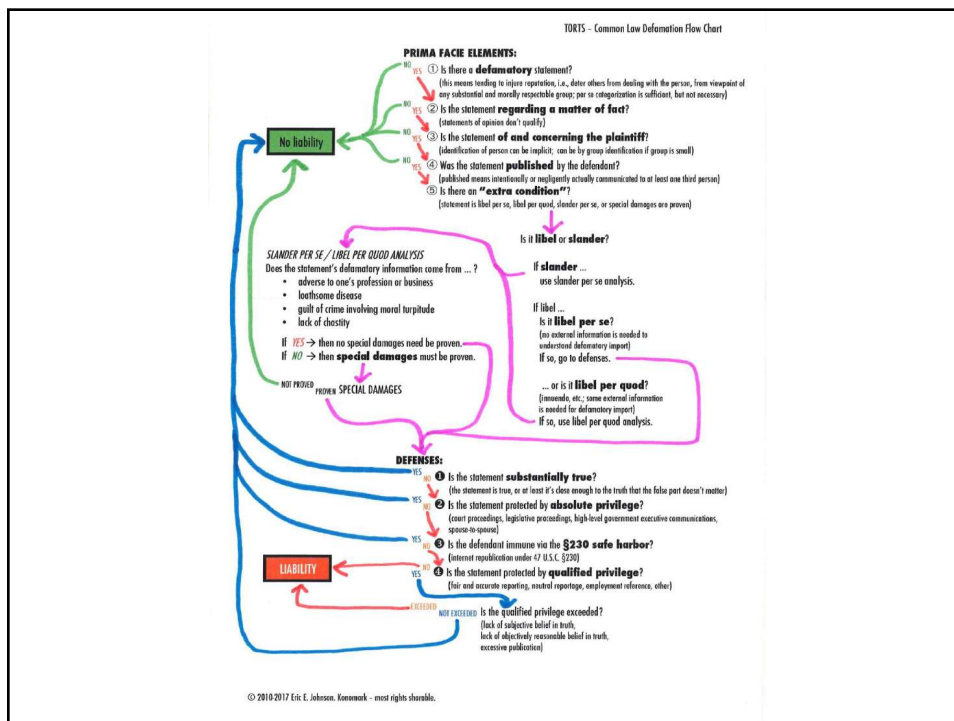 TORTS – Common Law Defamation Flow Chart
PRIMA FACIE ELEMENTS:
NO YES ① Is there a defamatory statement?
(this means tending to injure reputation, i.e., deter others from dealing with the person, from viewpoint of
any substantial and morally respectable group; per se categorization is sufficient, but not necessary)
NO YES ② Is the statement regarding a matter of fact?
(statements of opinion don't qualify)
NO YES ③ Is the statement of and concerning the plaintiff?
(identification of person can be implicit; can be by group identification if group is small)
NO YES ④ Was the statement published by the defendant?
(published means intentionally or negligently actually communicated to at least one third person)
⑤ Is there an "extra condition"?
(statement is libel per se, libel per quod, slander per se, or special damages are proven)
No liability
Is it libel or slander?
If slander ...
use slander per se analysis.
If libel ...
Is it libel per se?
(no external information is needed to
understand defamatory import)
If so, go to defenses.
... or is it libel per quod?
(innuendo, etc.; some external information
is needed for defamatory import)
If so, use libel per quod analysis.
SLANDER PER SE / LIBEL PER QUOD ANALYSIS
Does the statement's defamatory information come from ... ?
• adverse to one's profession or business
• loathsome disease
• guilt of crime involving moral turpitude
• lack of chastity
If YES → then no special damages need be proven.
If NO → then special damages must be proven.
NOT PROVED PROVEN SPECIAL DAMAGES
DEFENSES:
YES NO ❶ Is the statement substantially true?
(the statement is true, or at least it's close enough to the truth that the false part doesn't matter)
YES NO ❷ Is the statement protected by absolute privilege?
(court proceedings, legislative proceedings, high-level government executive communications,
spouse-to-spouse)
YES NO ❸ Is the defendant immune via the §230 safe harbor?
(internet republication under 47 U.S.C. §230)
NO YES ❹ Is the statement protected by qualified privilege?
(fair and accurate reporting, neutral reportage, employment reference, other)
LIABILITY
EXCEEDED NOT EXCEEDED Is the qualified privilege exceeded?
(lack of subjective belief in truth,
lack of objectively reasonable belief in truth,
excessive publication)
© 2010-2017 Eric E. Johnson. Konomark – most rights sharable.